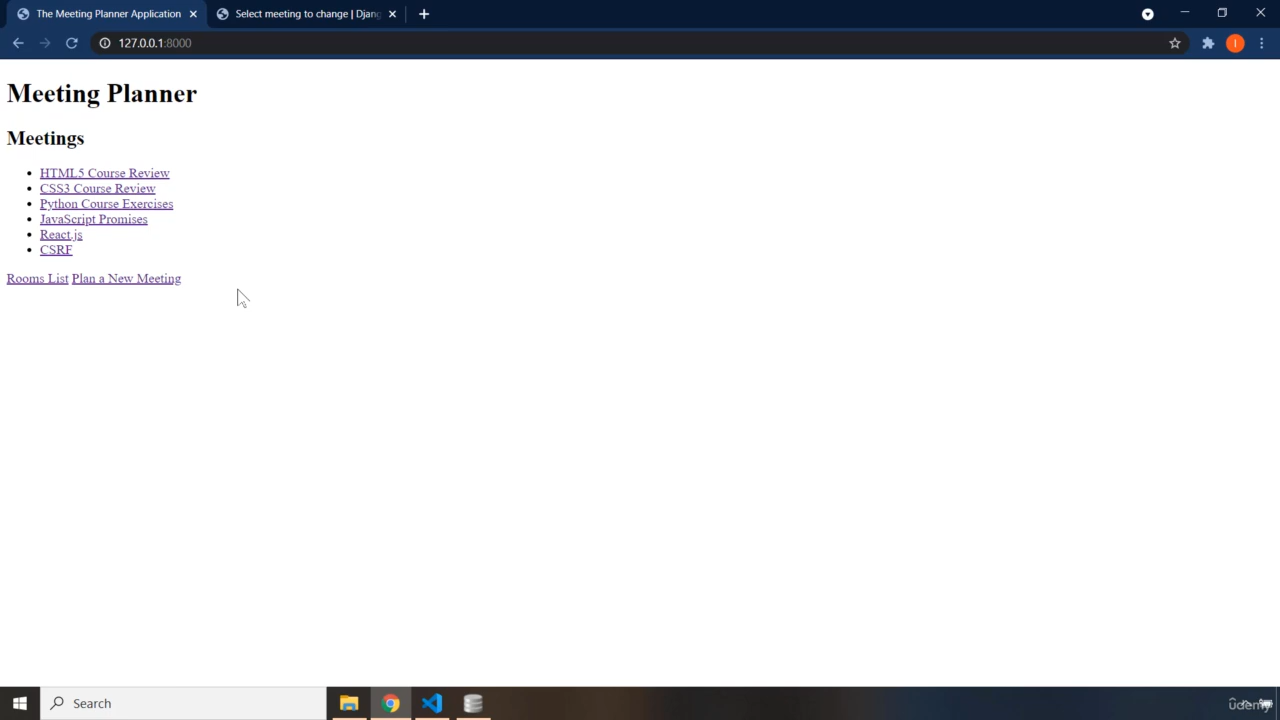 The Meeting Planner Application
Select meeting to change | Djang
127.0.0.1:8000
I
Meeting Planner
Meetings
HTML5 Course Review
CSS3 Course Review
Python Course Exercises
JavaScript Promises
React.js
CSRF
Rooms List Plan a New Meeting
Search
udemy